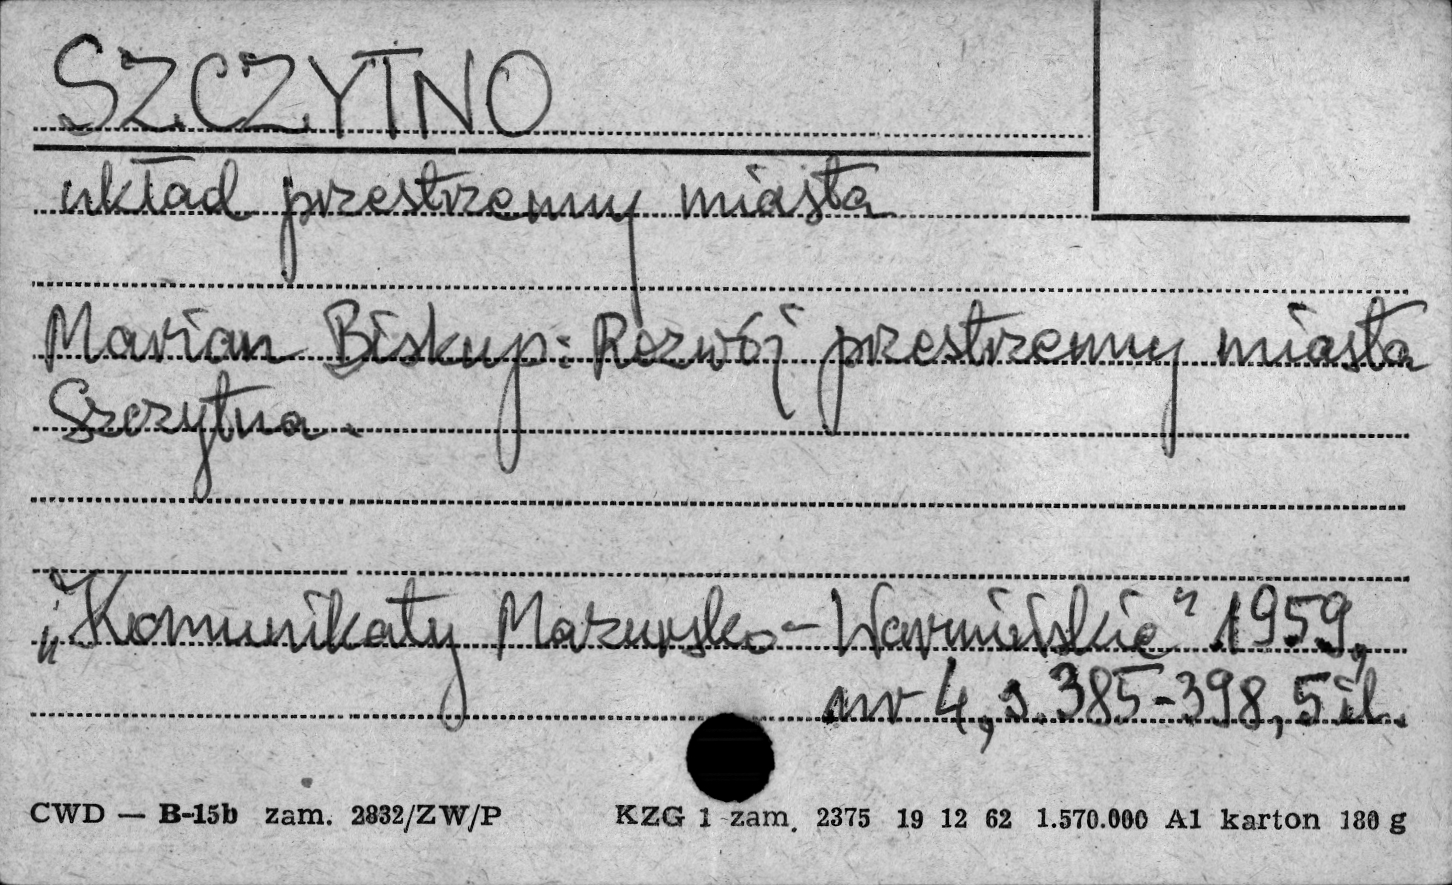 SZCZYTNO
układ przestrzenny miasta
Marian Biskup: Rozwój przestrzenny miasta
Szczytna.
„Komunikaty Mazursko-Warmińskie" 1959,
nr 4, s. 385-398, 5 il.
CWD — B-15b zam. 2832/ZW/P KZG 1 zam. 2375 19 12 62 1.570.000 A1 karton 180 g